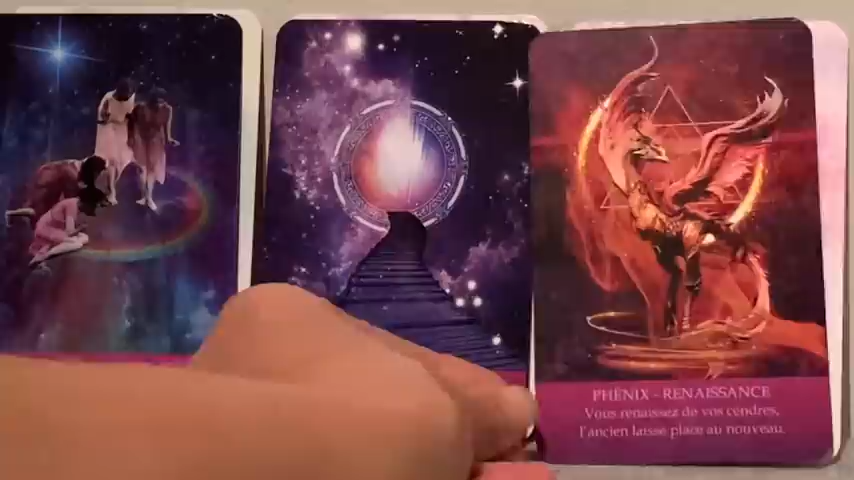 PHÉNIX - RENAISSANCE
Vous renaissez de vos cendres,
l'ancien laisse place au nouveau.